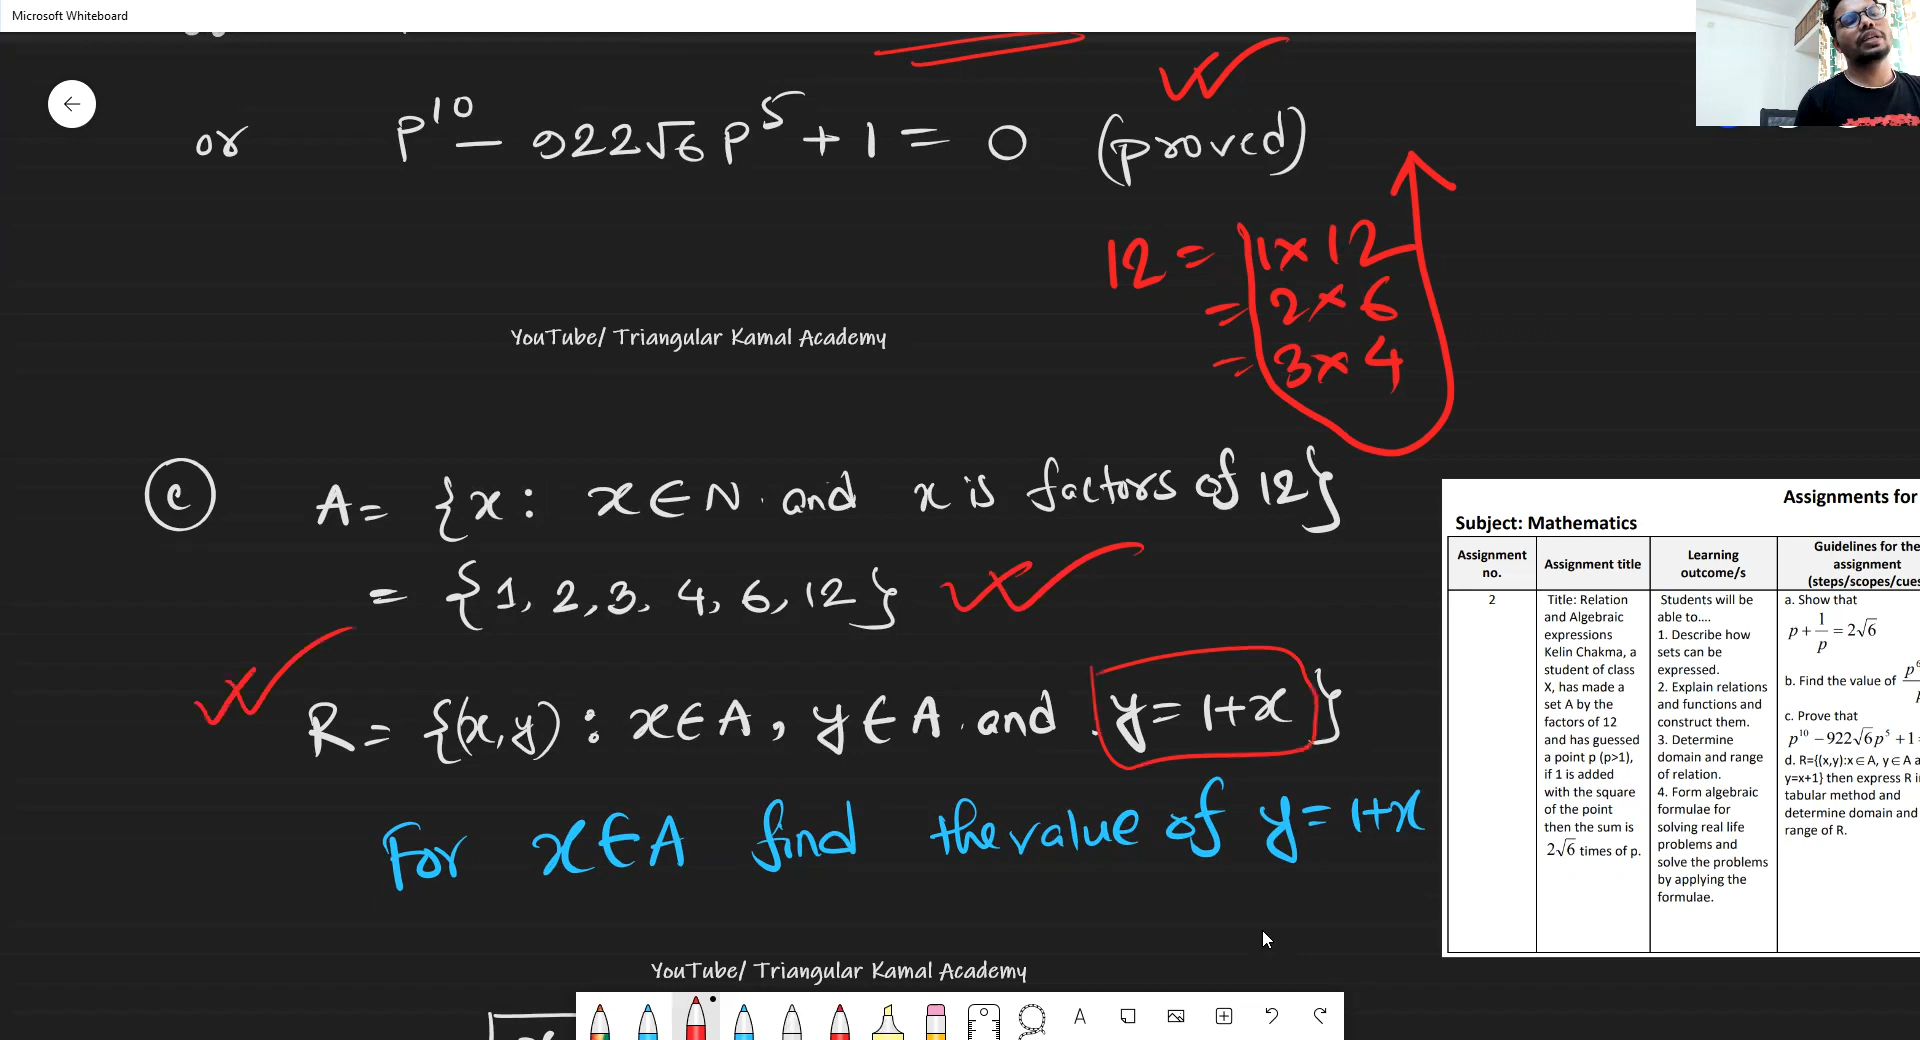 Microsoft Whiteboard
or p¹⁰ − 922√6 p⁵ + 1 = 0 (proved)
12 = 1 × 12
= 2 × 6
= 3 × 4
YouTube/ Triangular Kamal Academy
c A = {x : x ∈ N. and x is factors of 12}
= {1, 2, 3, 4, 6, 12}
R = {(x, y) : x ∈ A, y ∈ A. and y = 1+x}
For x ∈ A find the value of y = 1+x
YouTube/ Triangular Kamal Academy
Assignments for
Subject: Mathematics
Assignment
no.
Assignment title
Learning
outcome/s
Guidelines for the
assignment
(steps/scopes/cues
2
Title: Relation
and Algebraic
expressions
Kelin Chakma, a
student of class
X, has made a
set A by the
factors of 12
and has guessed
a point p (p>1),
if 1 is added
with the square
of the point
then the sum is
2√6 times of p.
Students will be
able to....
1. Describe how
sets can be
expressed.
2. Explain relations
and functions and
construct them.
3. Determine
domain and range
of relation.
4. Form algebraic
formulae for
solving real life
problems and
solve the problems
by applying the
formulae.
a. Show that
p + 1/p = 2√6
b. Find the value of p⁶
c. Prove that
p¹⁰ − 922√6 p⁵ + 1
d. R={(x,y):x∈A, y∈A a
y=x+1} then express R i
tabular method and
determine domain and
range of R.
A